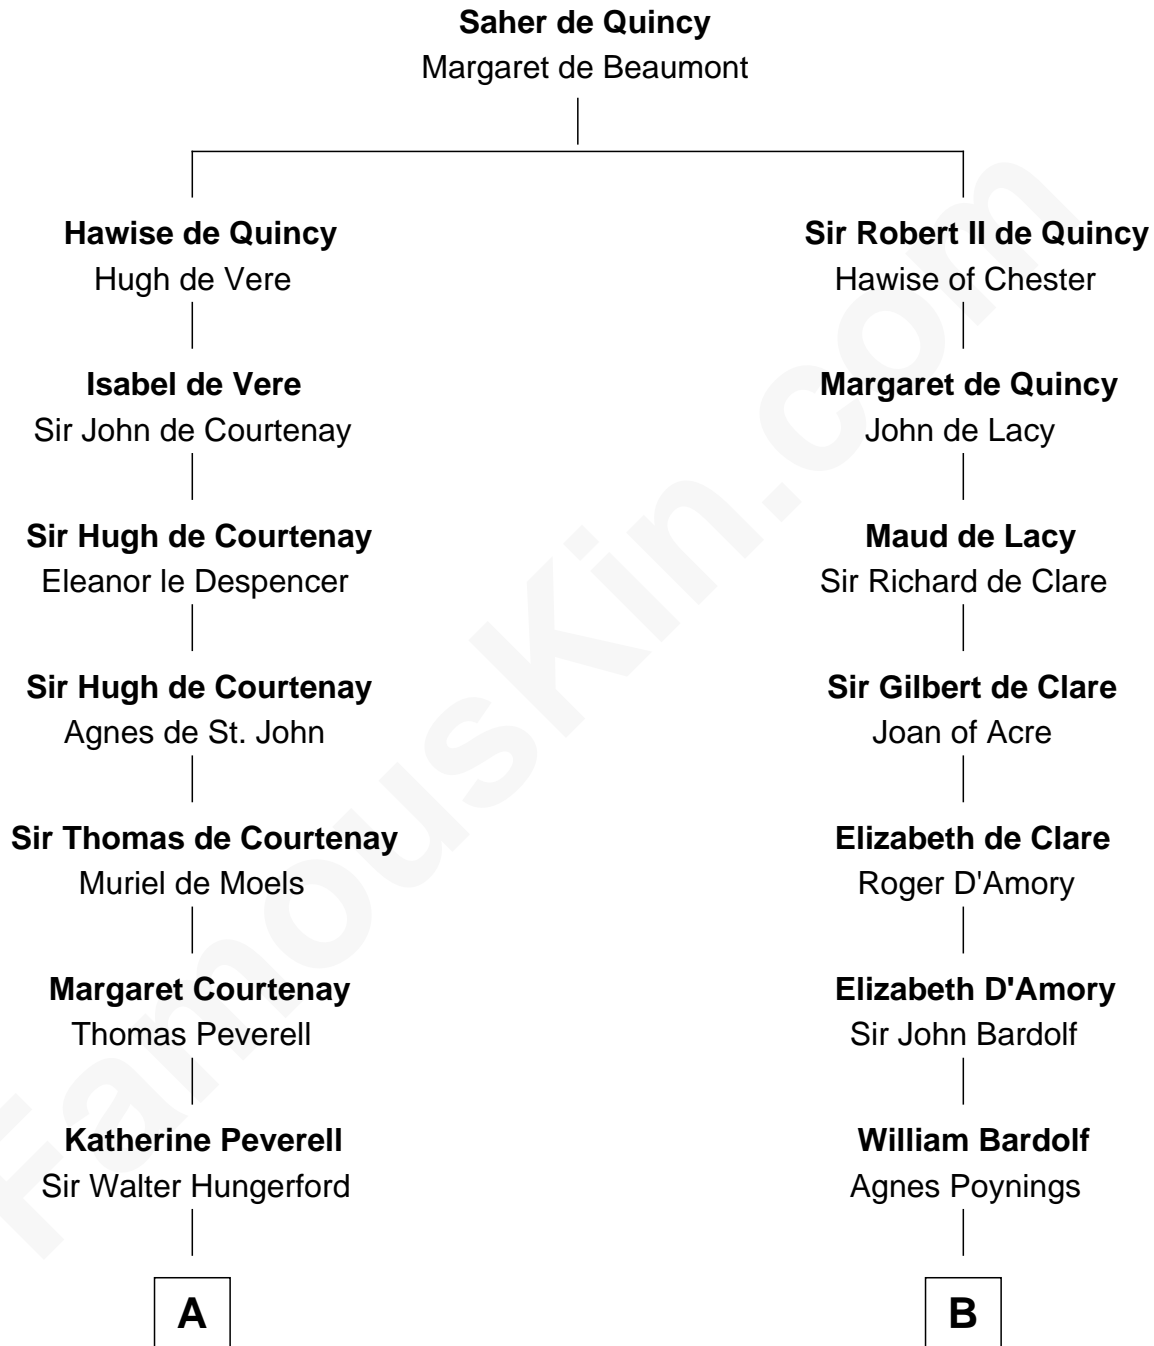 Saher de Quincy
Margaret de Beaumont
Hawise de Quincy
Hugh de Vere
Sir Robert II de Quincy
Hawise of Chester
Isabel de Vere
Sir John de Courtenay
Margaret de Quincy
John de Lacy
Sir Hugh de Courtenay
Eleanor le Despencer
Maud de Lacy
Sir Richard de Clare
Sir Hugh de Courtenay
Agnes de St. John
Sir Gilbert de Clare
Joan of Acre
Sir Thomas de Courtenay
Muriel de Moels
Elizabeth de Clare
Roger D'Amory
Margaret Courtenay
Thomas Peverell
Elizabeth D'Amory
Sir John Bardolf
Katherine Peverell
Sir Walter Hungerford
William Bardolf
Agnes Poynings
A
B
FamousKin.com